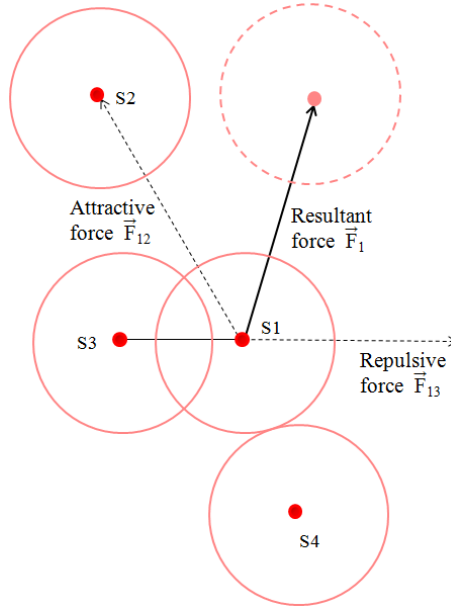 S2
Attractive
force F⃗₁₂
Resultant
force F⃗₁
S1
S3
Repulsive
force F⃗₁₃
S4